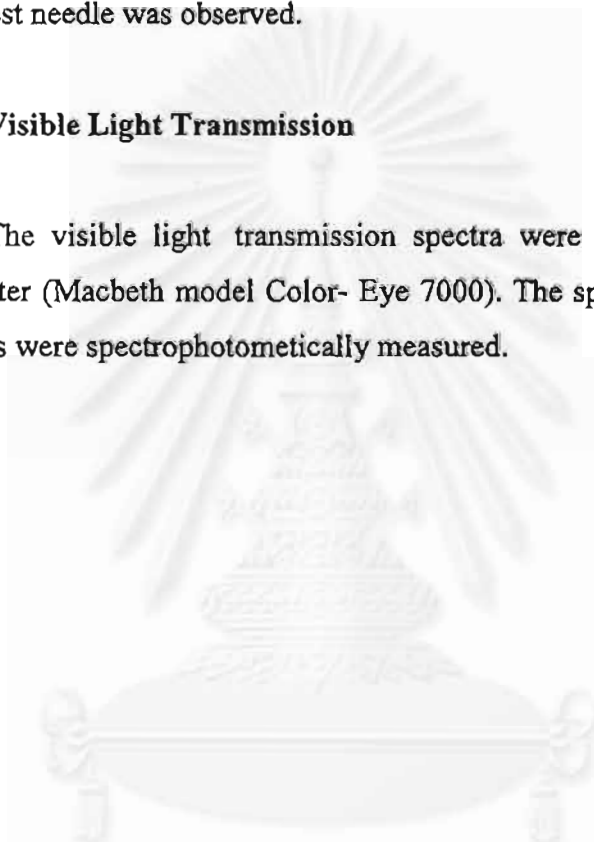 st needle was observed.
Visible Light Transmission
The visible light transmission spectra were
ter (Macbeth model Color- Eye 7000). The sp
s were spectrophotometically measured.